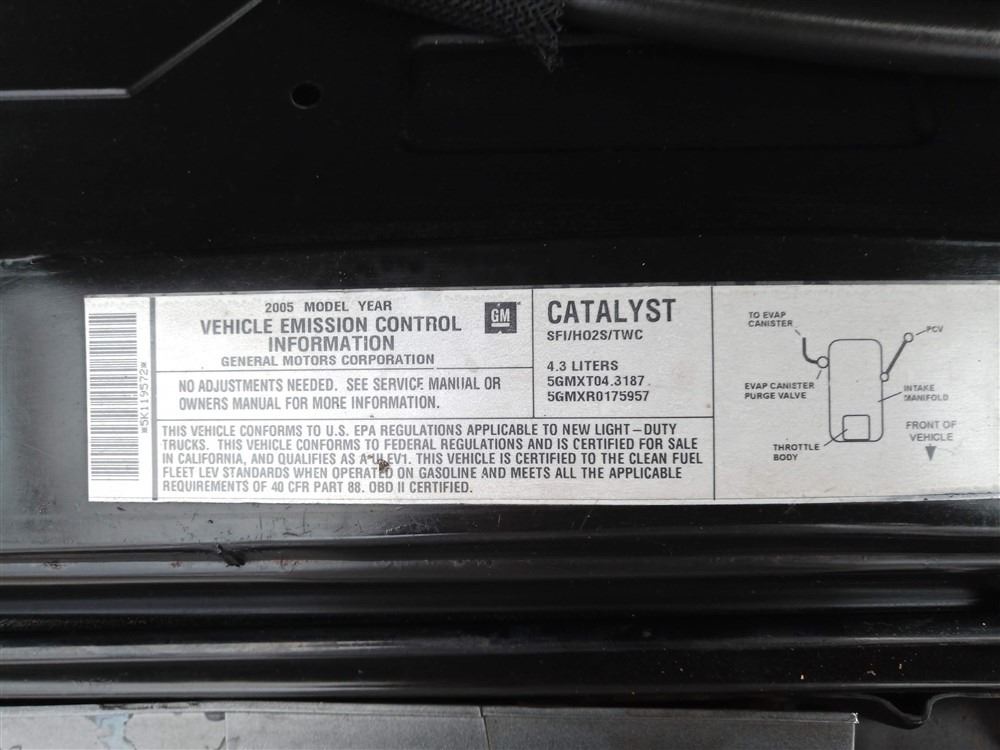 *5K119572*
2005 MODEL YEAR
VEHICLE EMISSION CONTROL
INFORMATION
GENERAL MOTORS CORPORATION
GM
NO ADJUSTMENTS NEEDED. SEE SERVICE MANUAL OR
OWNERS MANUAL FOR MORE INFORMATION.
CATALYST
SFI/HO2S/TWC
4.3 LITERS
5GMXT04.3187
5GMXR0175957
THIS VEHICLE CONFORMS TO U.S. EPA REGULATIONS APPLICABLE TO NEW LIGHT-DUTY
TRUCKS. THIS VEHICLE CONFORMS TO FEDERAL REGULATIONS AND IS CERTIFIED FOR SALE
IN CALIFORNIA, AND QUALIFIES AS A THIS VEHICLE IS CERTIFIED TO THE CLEAN FUEL
FLEET LEV STANDARDS WHEN OPERATED ON GASOLINE AND MEETS ALL THE APPLICABLE
REQUIREMENTS OF 40 CFR PART 88. OBD II CERTIFIED.
TO EVAP
CANISTER
PCV
EVAP CANISTER
PURGE VALVE
INTAKE
MANIFOLD
THROTTLE
BODY
FRONT OF
VEHICLE